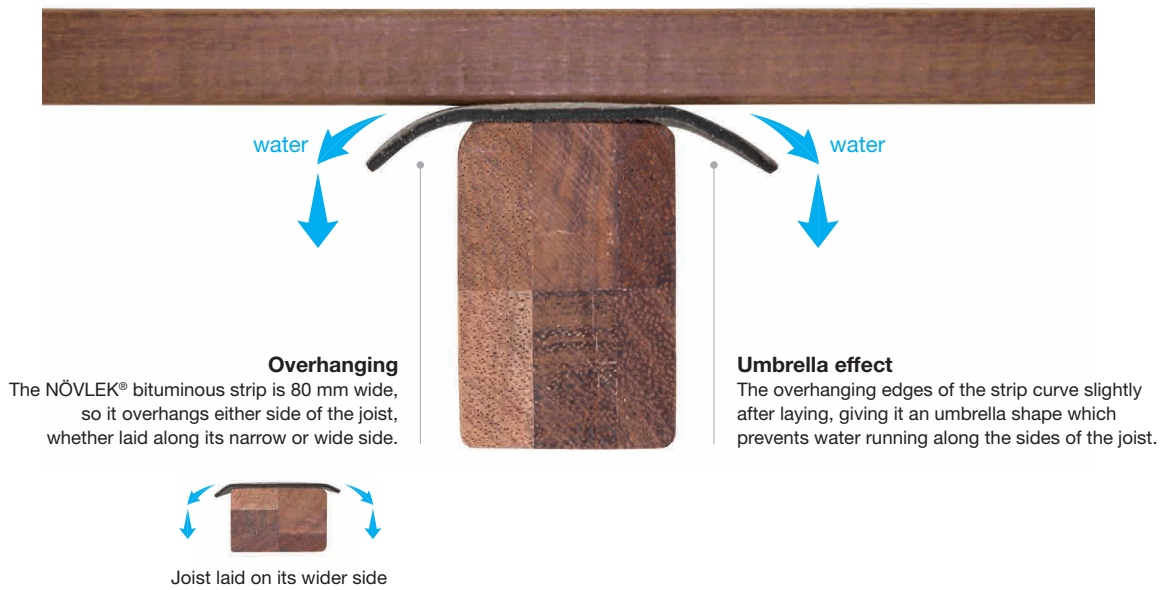 water
water
Overhanging
The NÖVLEK® bituminous strip is 80 mm wide,
so it overhangs either side of the joist,
whether laid along its narrow or wide side.
Umbrella effect
The overhanging edges of the strip curve slightly
after laying, giving it an umbrella shape which
prevents water running along the sides of the joist.
Joist laid on its wider side